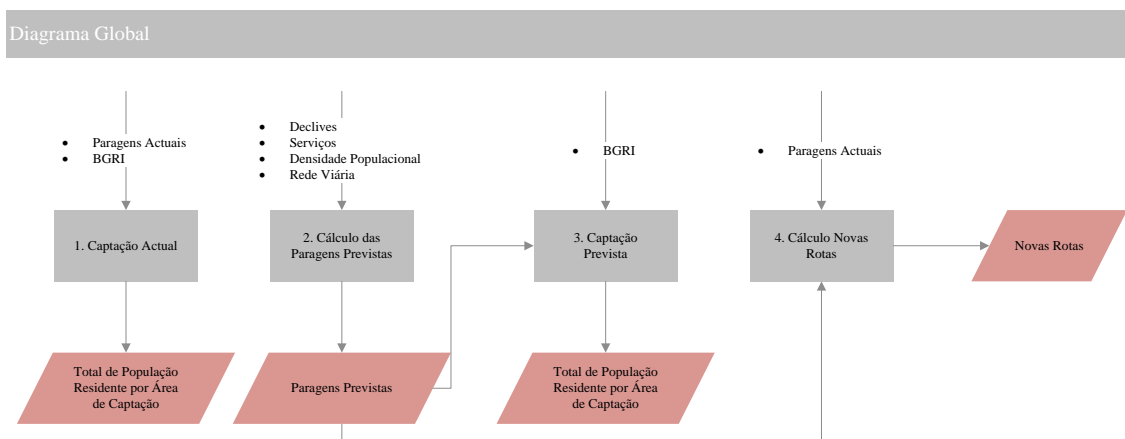 Diagrama Global
• Paragens Actuais
• BGRI
• Declives
• Serviços
• Densidade Populacional
• Rede Viária
• BGRI
• Paragens Actuais
1. Captação Actual
2. Cálculo das
Paragens Previstas
3. Captação
Prevista
4. Cálculo Novas
Rotas
Novas Rotas
Total de População
Residente por Área
de Captação
Paragens Previstas
Total de População
Residente por Área
de Captação